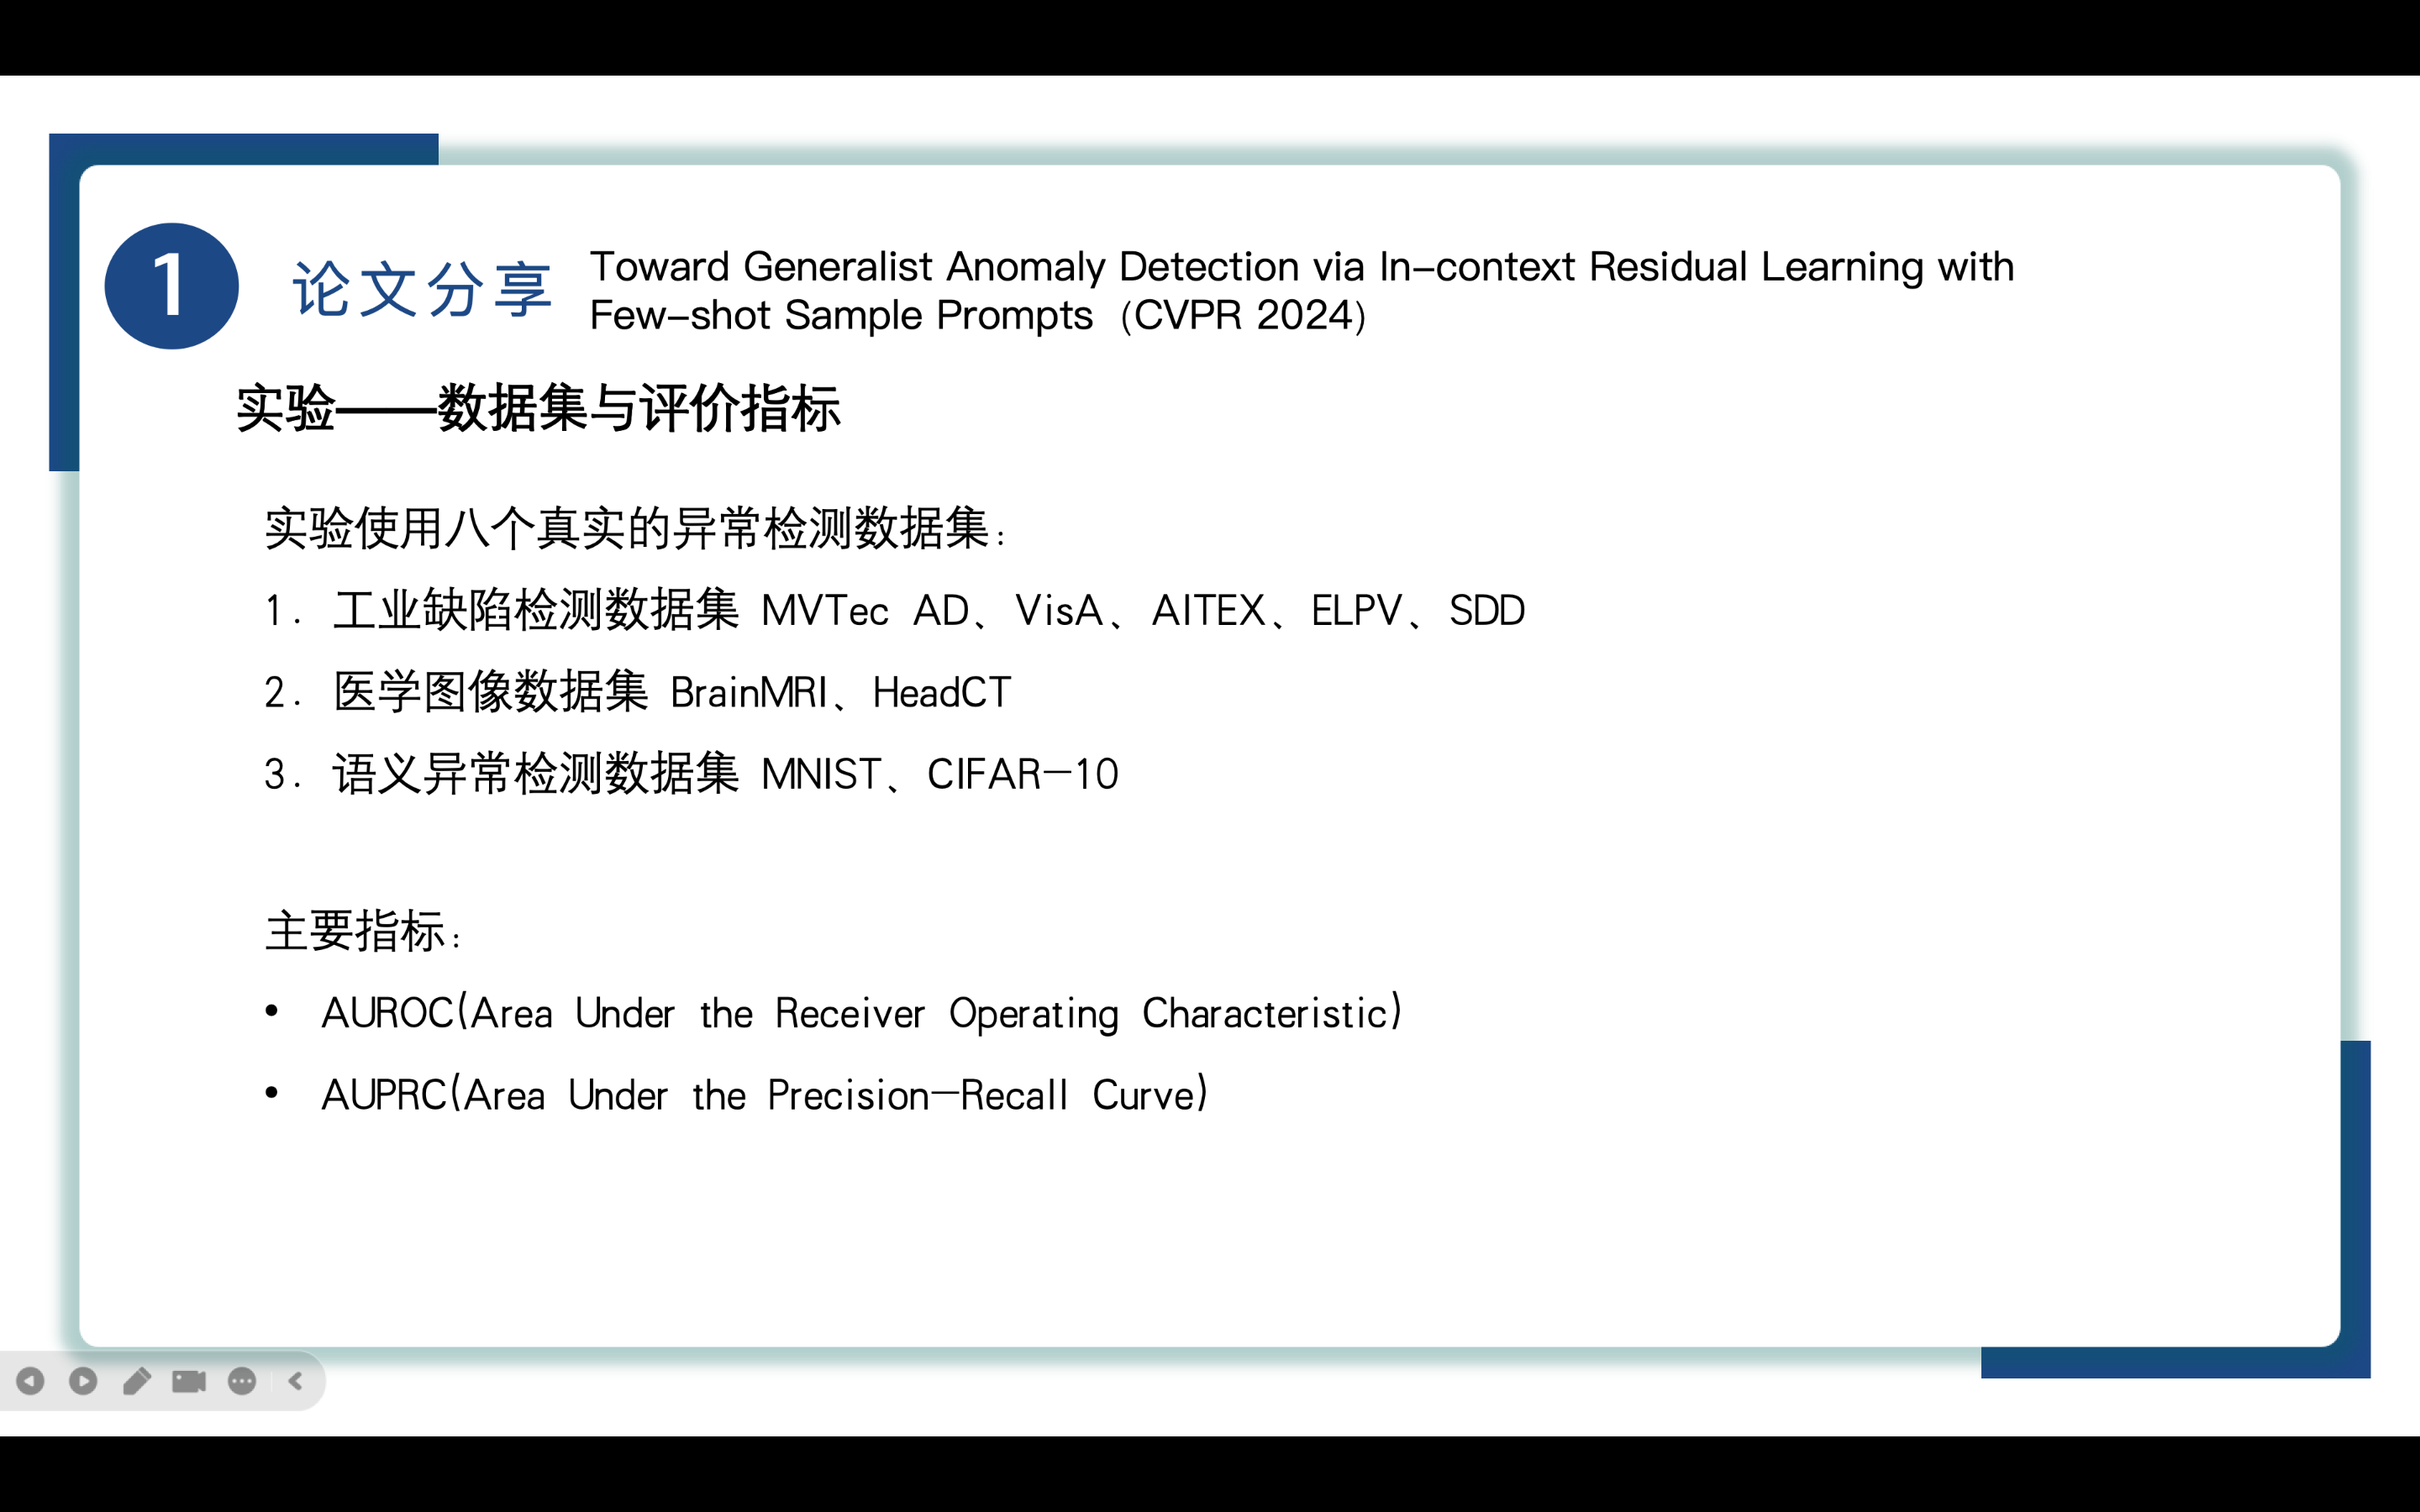 1
论文分享
Toward Generalist Anomaly Detection via In-context Residual Learning with
Few-shot Sample Prompts（CVPR 2024）
实验——数据集与评价指标
实验使用八个真实的异常检测数据集：
1. 工业缺陷检测数据集 MVTec AD、VisA、AITEX、ELPV、SDD
2. 医学图像数据集 BrainMRI、HeadCT
3. 语义异常检测数据集 MNIST、CIFAR-10
主要指标：
• AUROC(Area Under the Receiver Operating Characteristic)
• AUPRC(Area Under the Precision-Recall Curve)